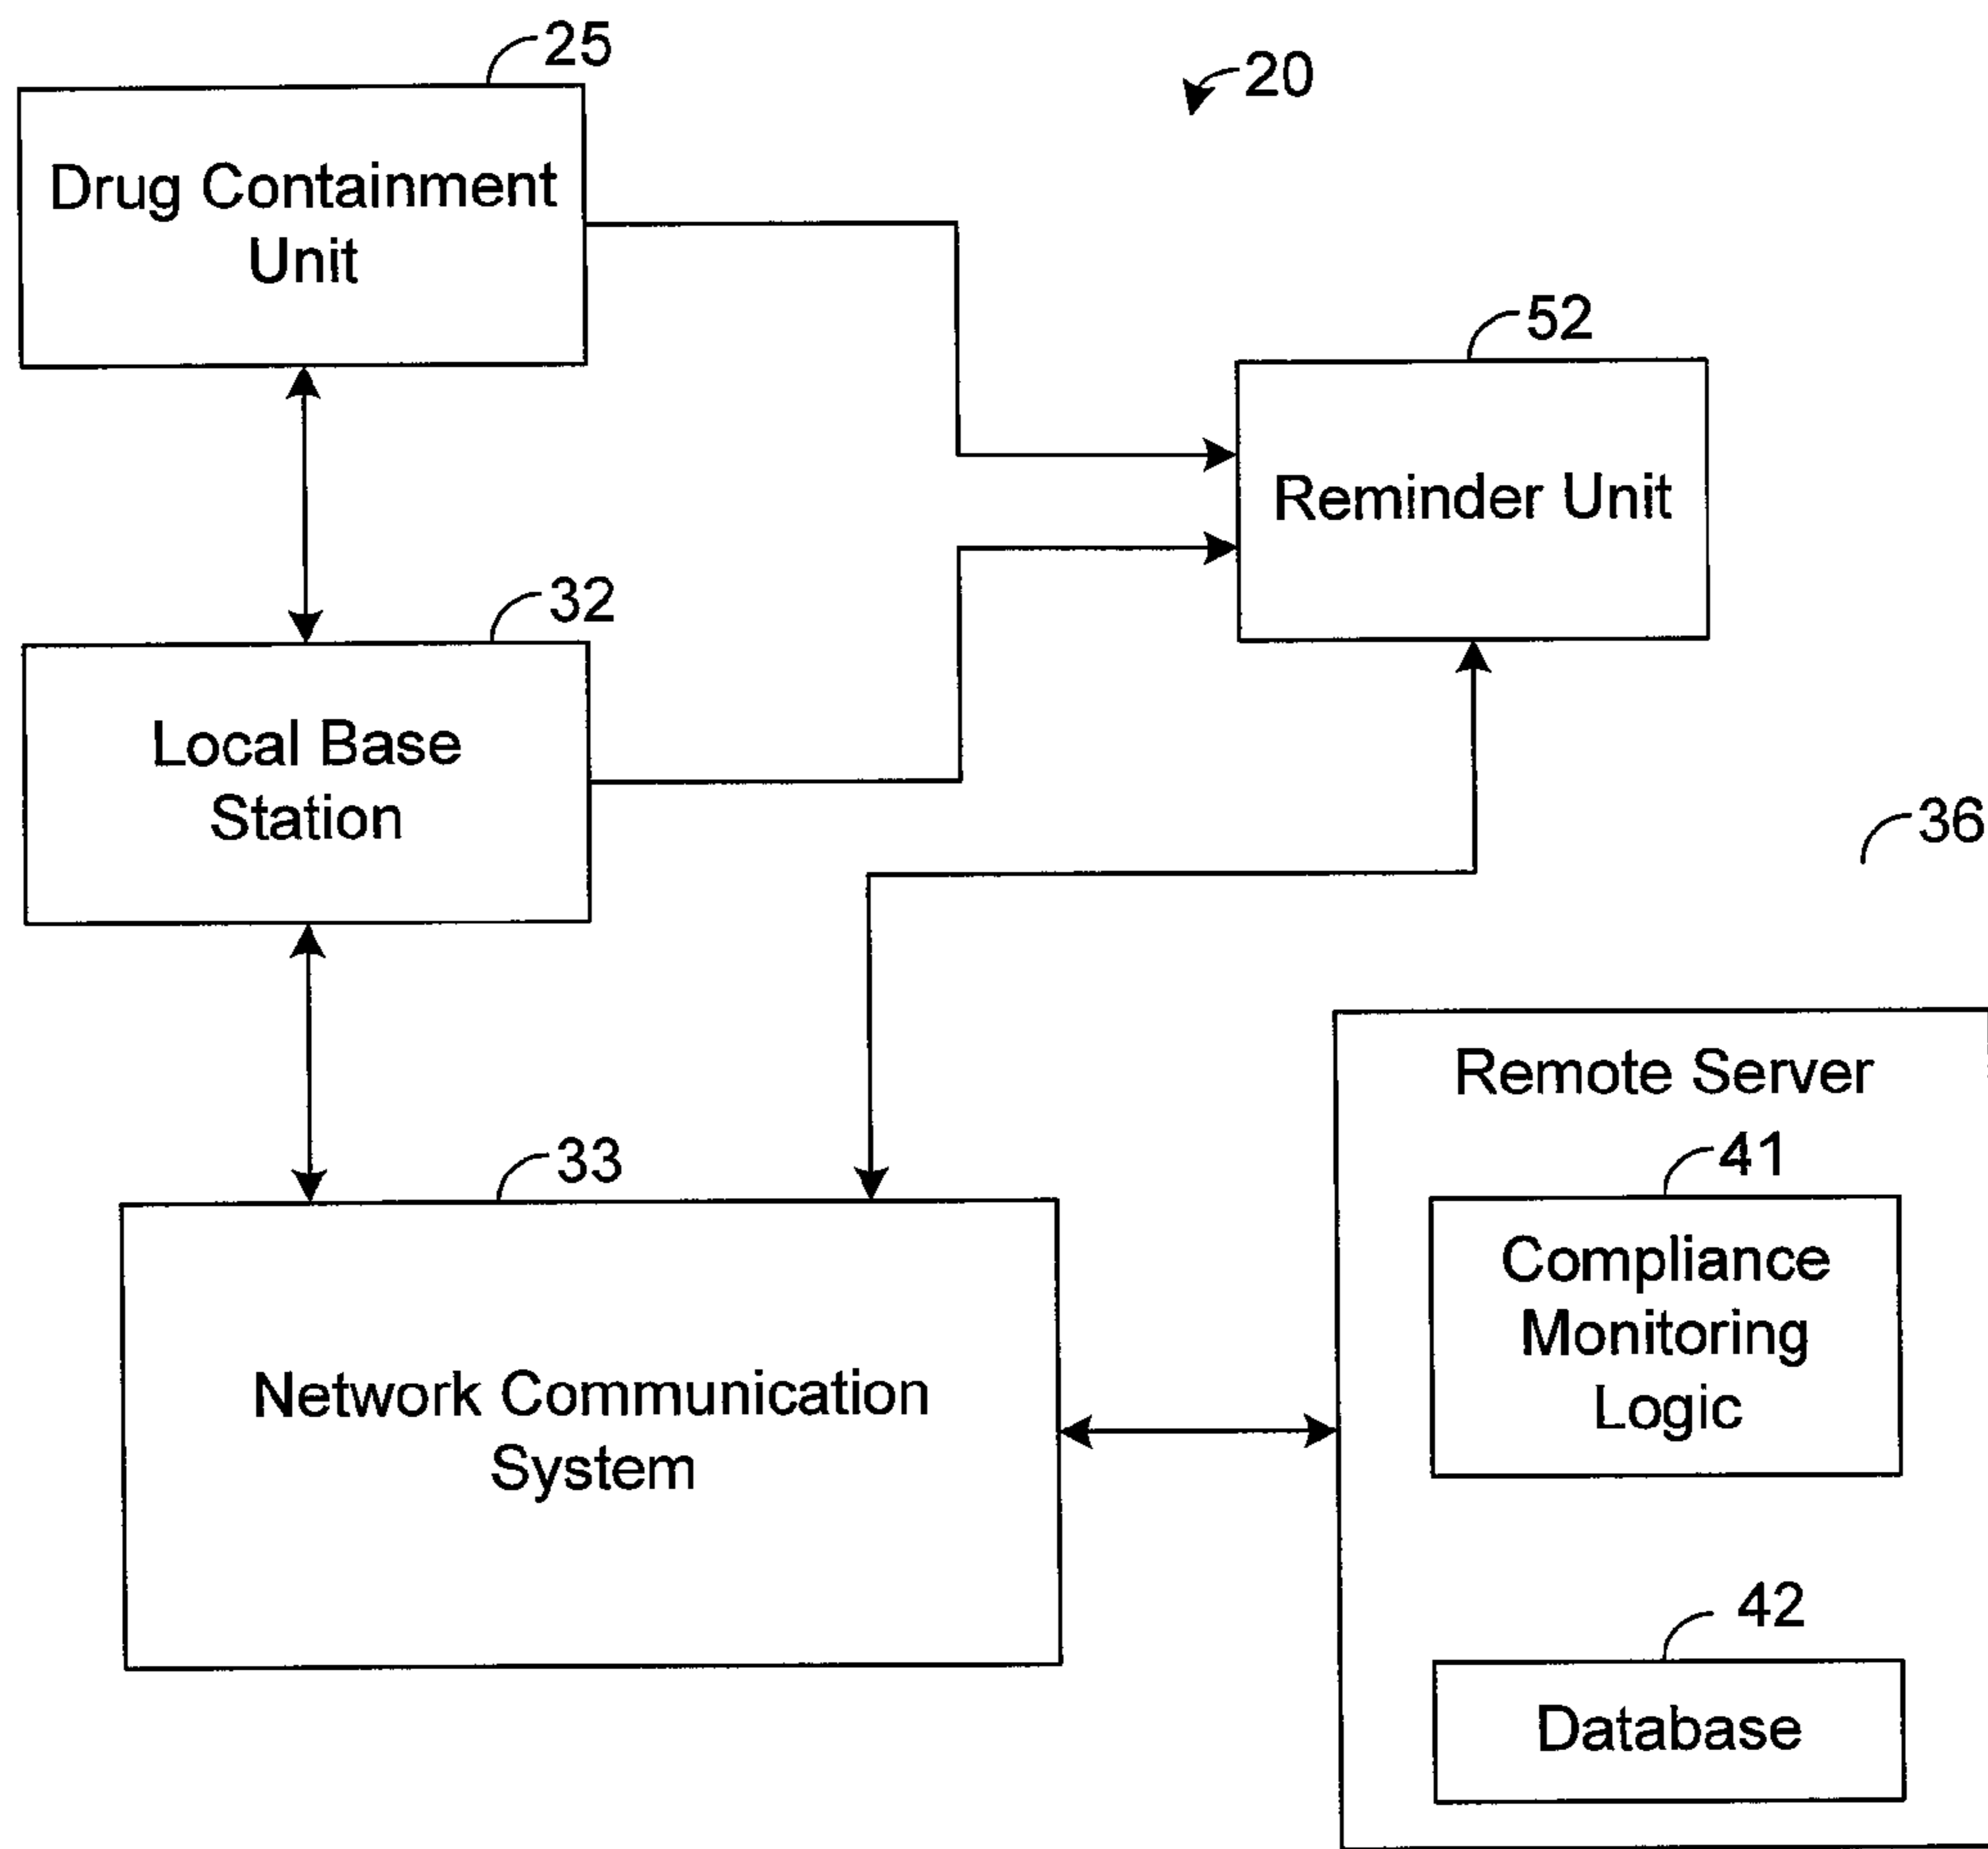 25
20
Drug Containment
Unit
52
Reminder Unit
32
Local Base
Station
36
Remote Server
33
41
Network Communication
System
Compliance
Monitoring
Logic
42
Database